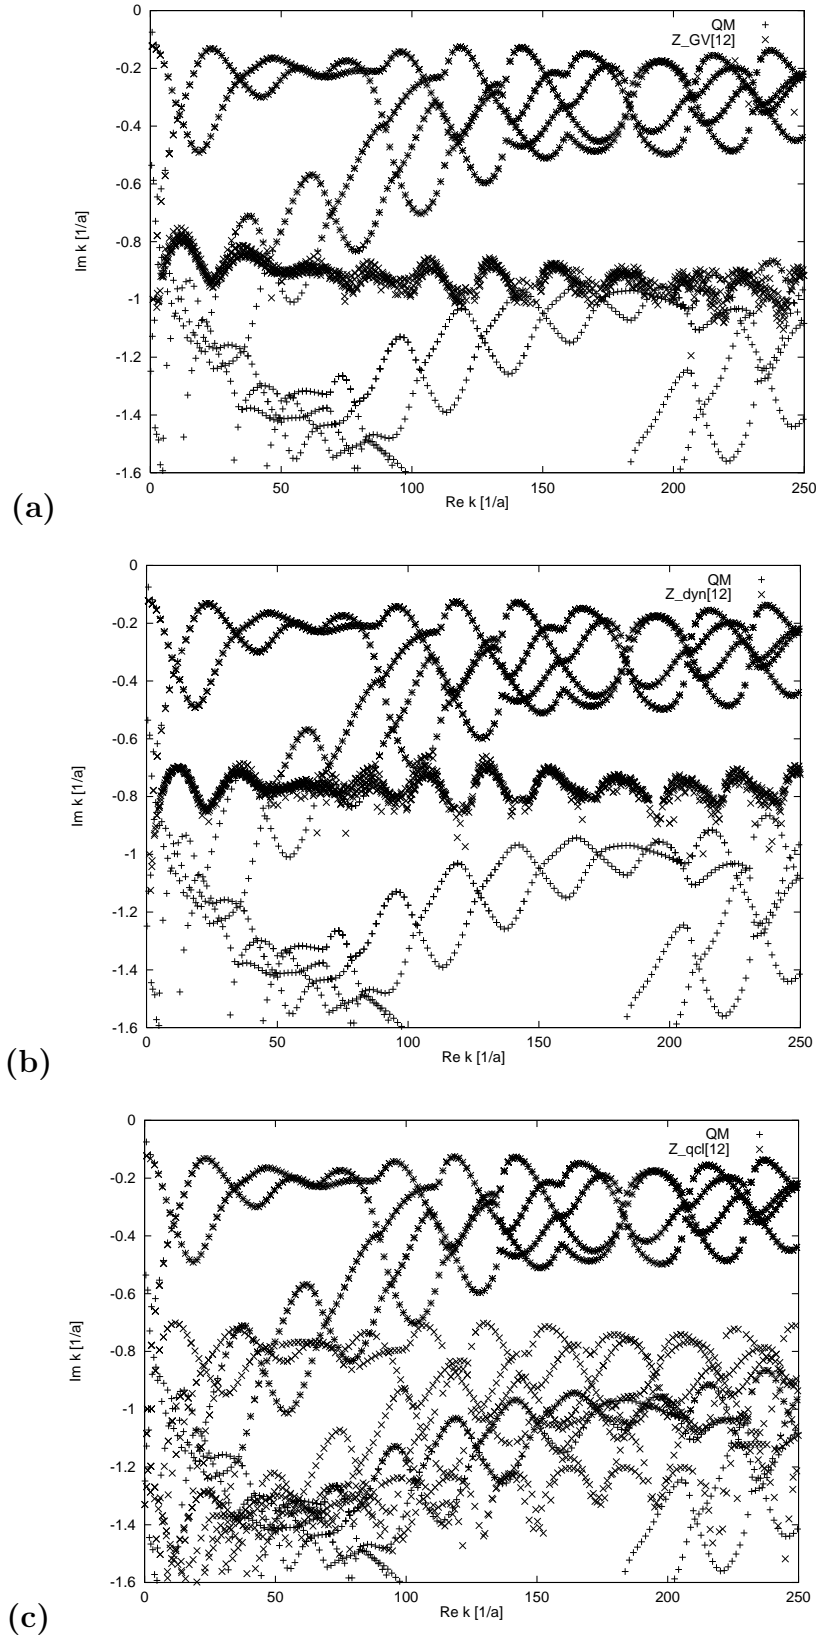 0
-0.2
-0.4
-0.6
-0.8
-1
-1.2
-1.4
-1.6
Im k [1/a]
QM +
Z_GV[12] ×
0 50 100 150 200 250
Re k [1/a]
(a)
0
-0.2
-0.4
-0.6
-0.8
-1
-1.2
-1.4
-1.6
Im k [1/a]
QM +
Z_dyn[12] ×
0 50 100 150 200 250
Re k [1/a]
(b)
0
-0.2
-0.4
-0.6
-0.8
-1
-1.2
-1.4
-1.6
Im k [1/a]
QM +
Z_qcl[12] ×
0 50 100 150 200 250
Re k [1/a]
(c)